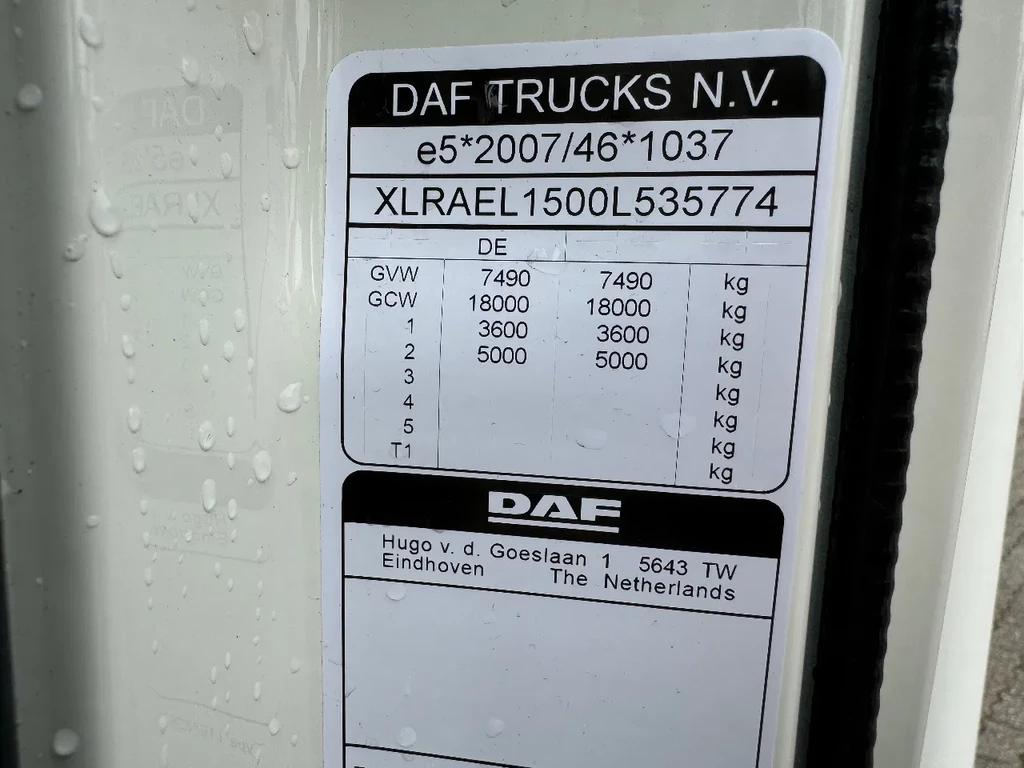 DAF TRUCKS N.V.
e5*2007/46*1037
XLRAEL1500L535774
DE
GVW 7490 7490 kg
GCW 18000 18000 kg
1 3600 3600 kg
2 5000 5000 kg
3 kg
4 kg
5 kg
T1 kg
DAF
Hugo v. d. Goeslaan 1 5643 TW
Eindhoven The Netherlands